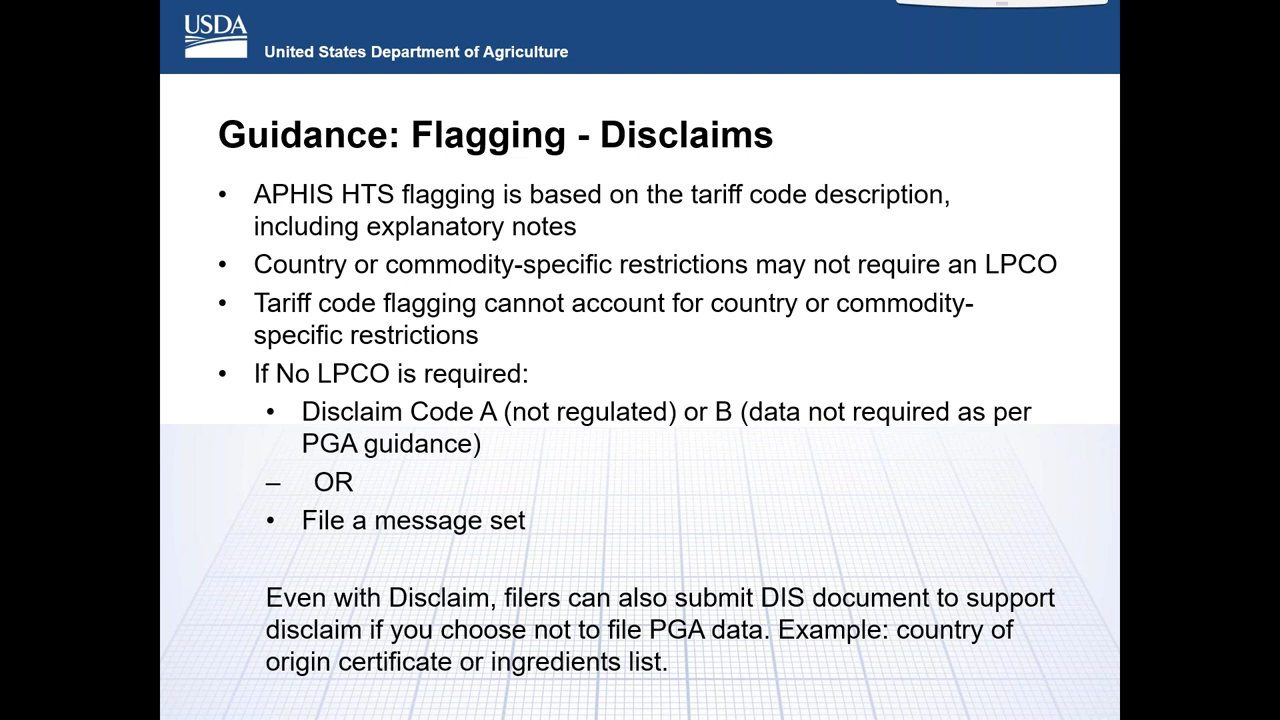 USDA
United States Department of Agriculture
Guidance: Flagging - Disclaims
• APHIS HTS flagging is based on the tariff code description,
including explanatory notes
• Country or commodity-specific restrictions may not require an LPCO
• Tariff code flagging cannot account for country or commodity-
specific restrictions
• If No LPCO is required:
• Disclaim Code A (not regulated) or B (data not required as per
PGA guidance)
– OR
• File a message set
Even with Disclaim, filers can also submit DIS document to support
disclaim if you choose not to file PGA data. Example: country of
origin certificate or ingredients list.